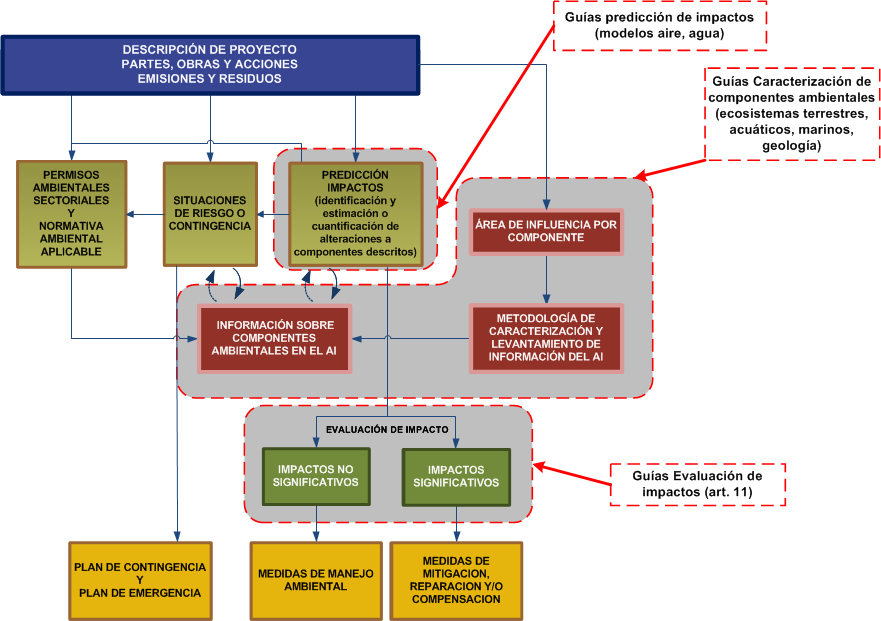 Guías predicción de impactos
(modelos aire, agua)
DESCRIPCIÓN DE PROYECTO
PARTES, OBRAS Y ACCIONES
EMISIONES Y RESIDUOS
Guías Caracterización de
componentes ambientales
(ecosistemas terrestres,
acuáticos, marinos,
geología)
PERMISOS
AMBIENTALES
SECTORIALES
Y
NORMATIVA
AMBIENTAL
APLICABLE
SITUACIONES
DE RIESGO O
CONTINGENCIA
PREDICCIÓN
IMPACTOS
(identificación y
estimación o
cuantificación de
alteraciones a
componentes descritos)
ÁREA DE INFLUENCIA POR
COMPONENTE
INFORMACIÓN SOBRE
COMPONENTES
AMBIENTALES EN EL AI
METODOLOGÍA DE
CARACTERIZACIÓN Y
LEVANTAMIENTO DE
INFORMACIÓN DEL AI
EVALUACIÓN DE IMPACTO
IMPACTOS NO
SIGNIFICATIVOS
IMPACTOS
SIGNIFICATIVOS
Guías Evaluación de
impactos (art. 11)
PLAN DE CONTINGENCIA
Y
PLAN DE EMERGENCIA
MEDIDAS DE MANEJO
AMBIENTAL
MEDIDAS DE
MITIGACION,
REPARACION Y/O
COMPENSACION